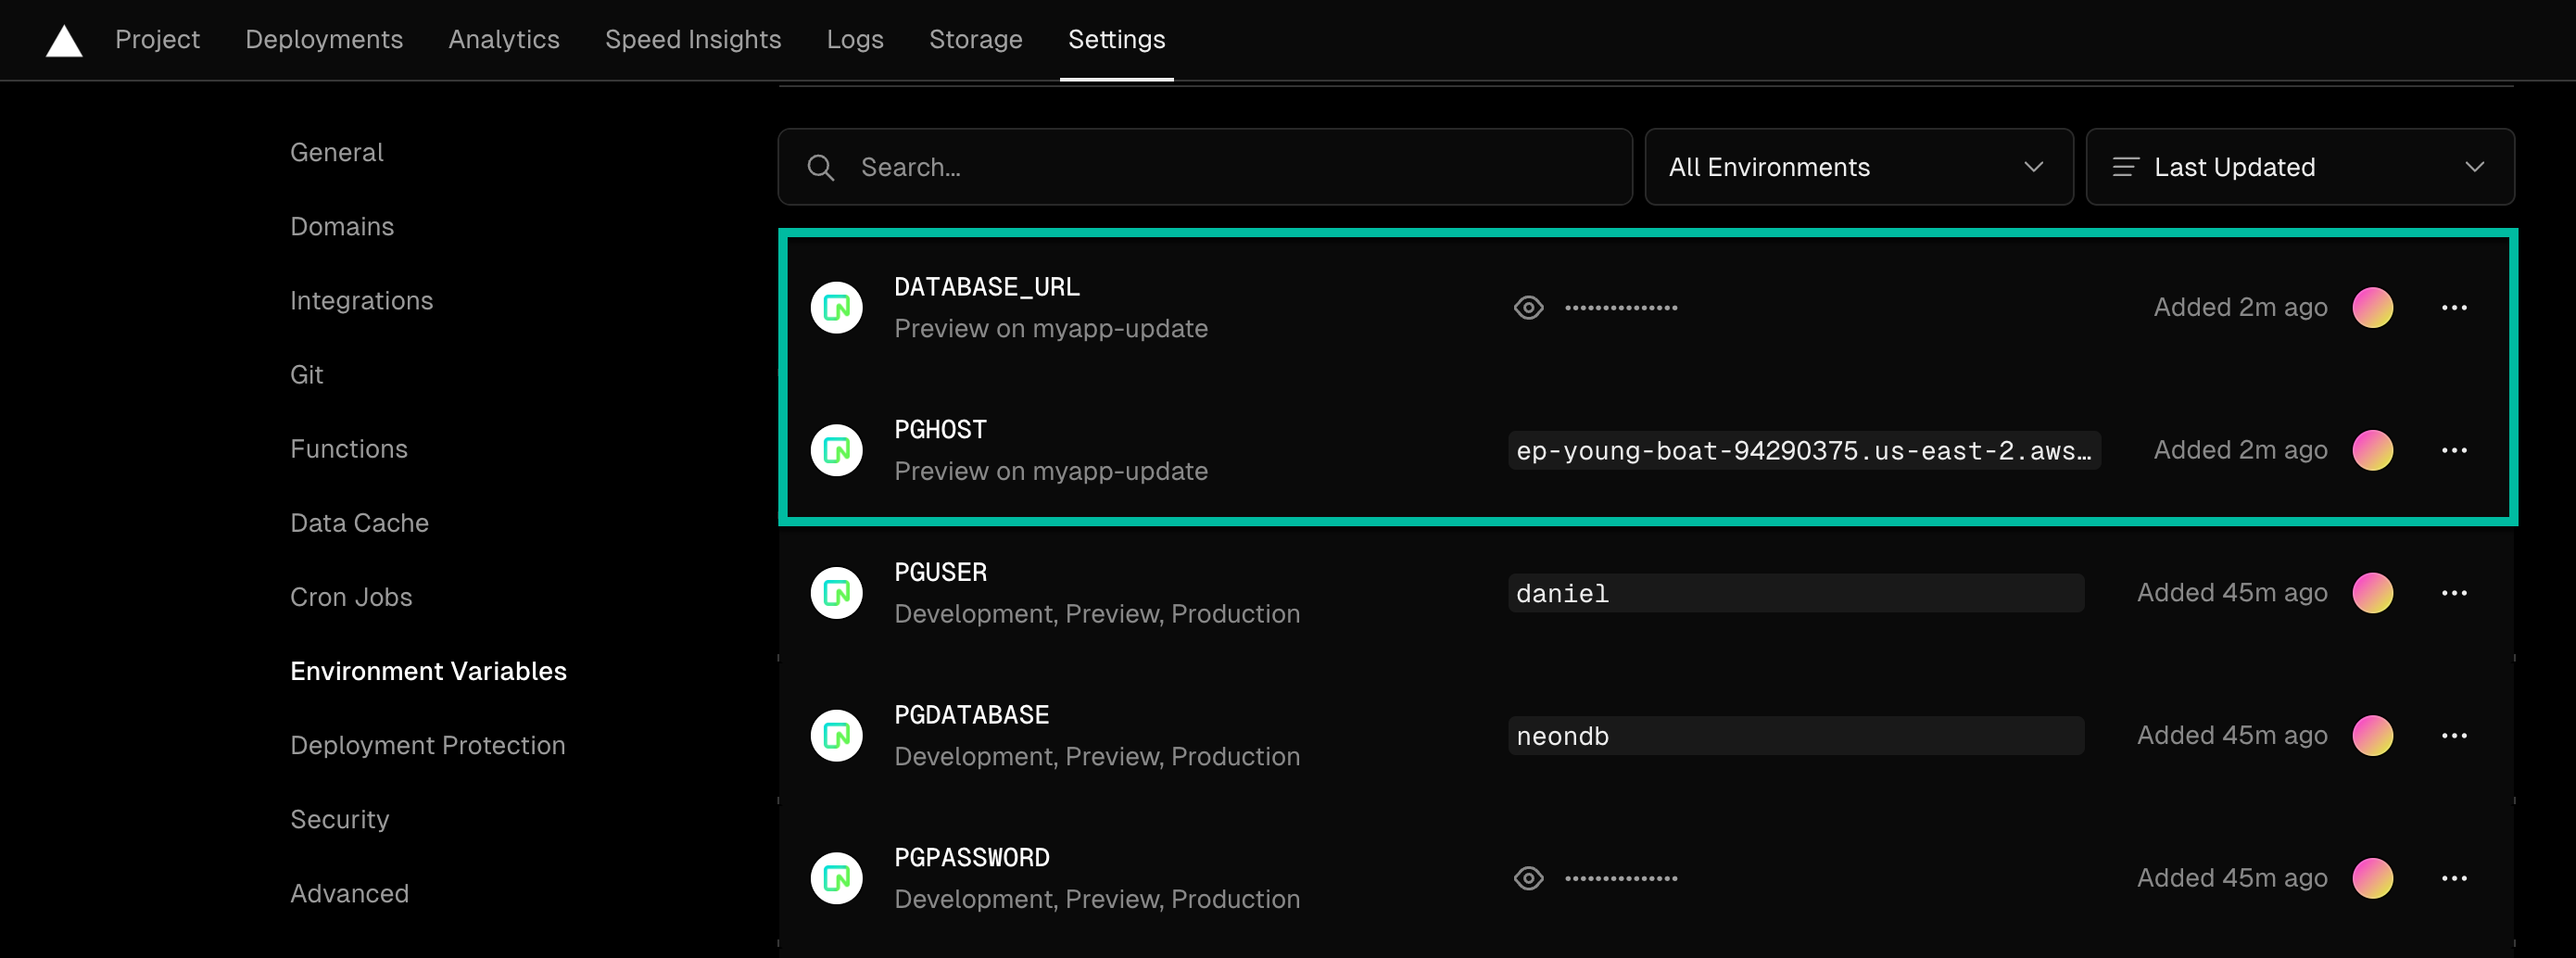 Project Deployments Analytics Speed Insights Logs Storage Settings
General
Domains
Integrations
Git
Functions
Data Cache
Cron Jobs
Environment Variables
Deployment Protection
Security
Advanced
Search... All Environments Last Updated
DATABASE_URL
Preview on myapp-update
Added 2m ago
PGHOST
Preview on myapp-update
ep-young-boat-94290375.us-east-2.aws…
Added 2m ago
PGUSER
Development, Preview, Production
daniel
Added 45m ago
PGDATABASE
Development, Preview, Production
neondb
Added 45m ago
PGPASSWORD
Development, Preview, Production
Added 45m ago